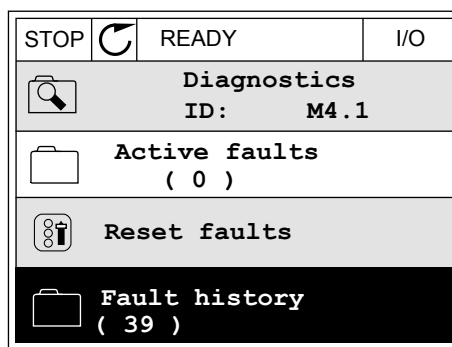 STOP READY I/O
Diagnostics
ID: M4.1
Active faults
( 0 )
Reset faults
Fault history
( 39 )